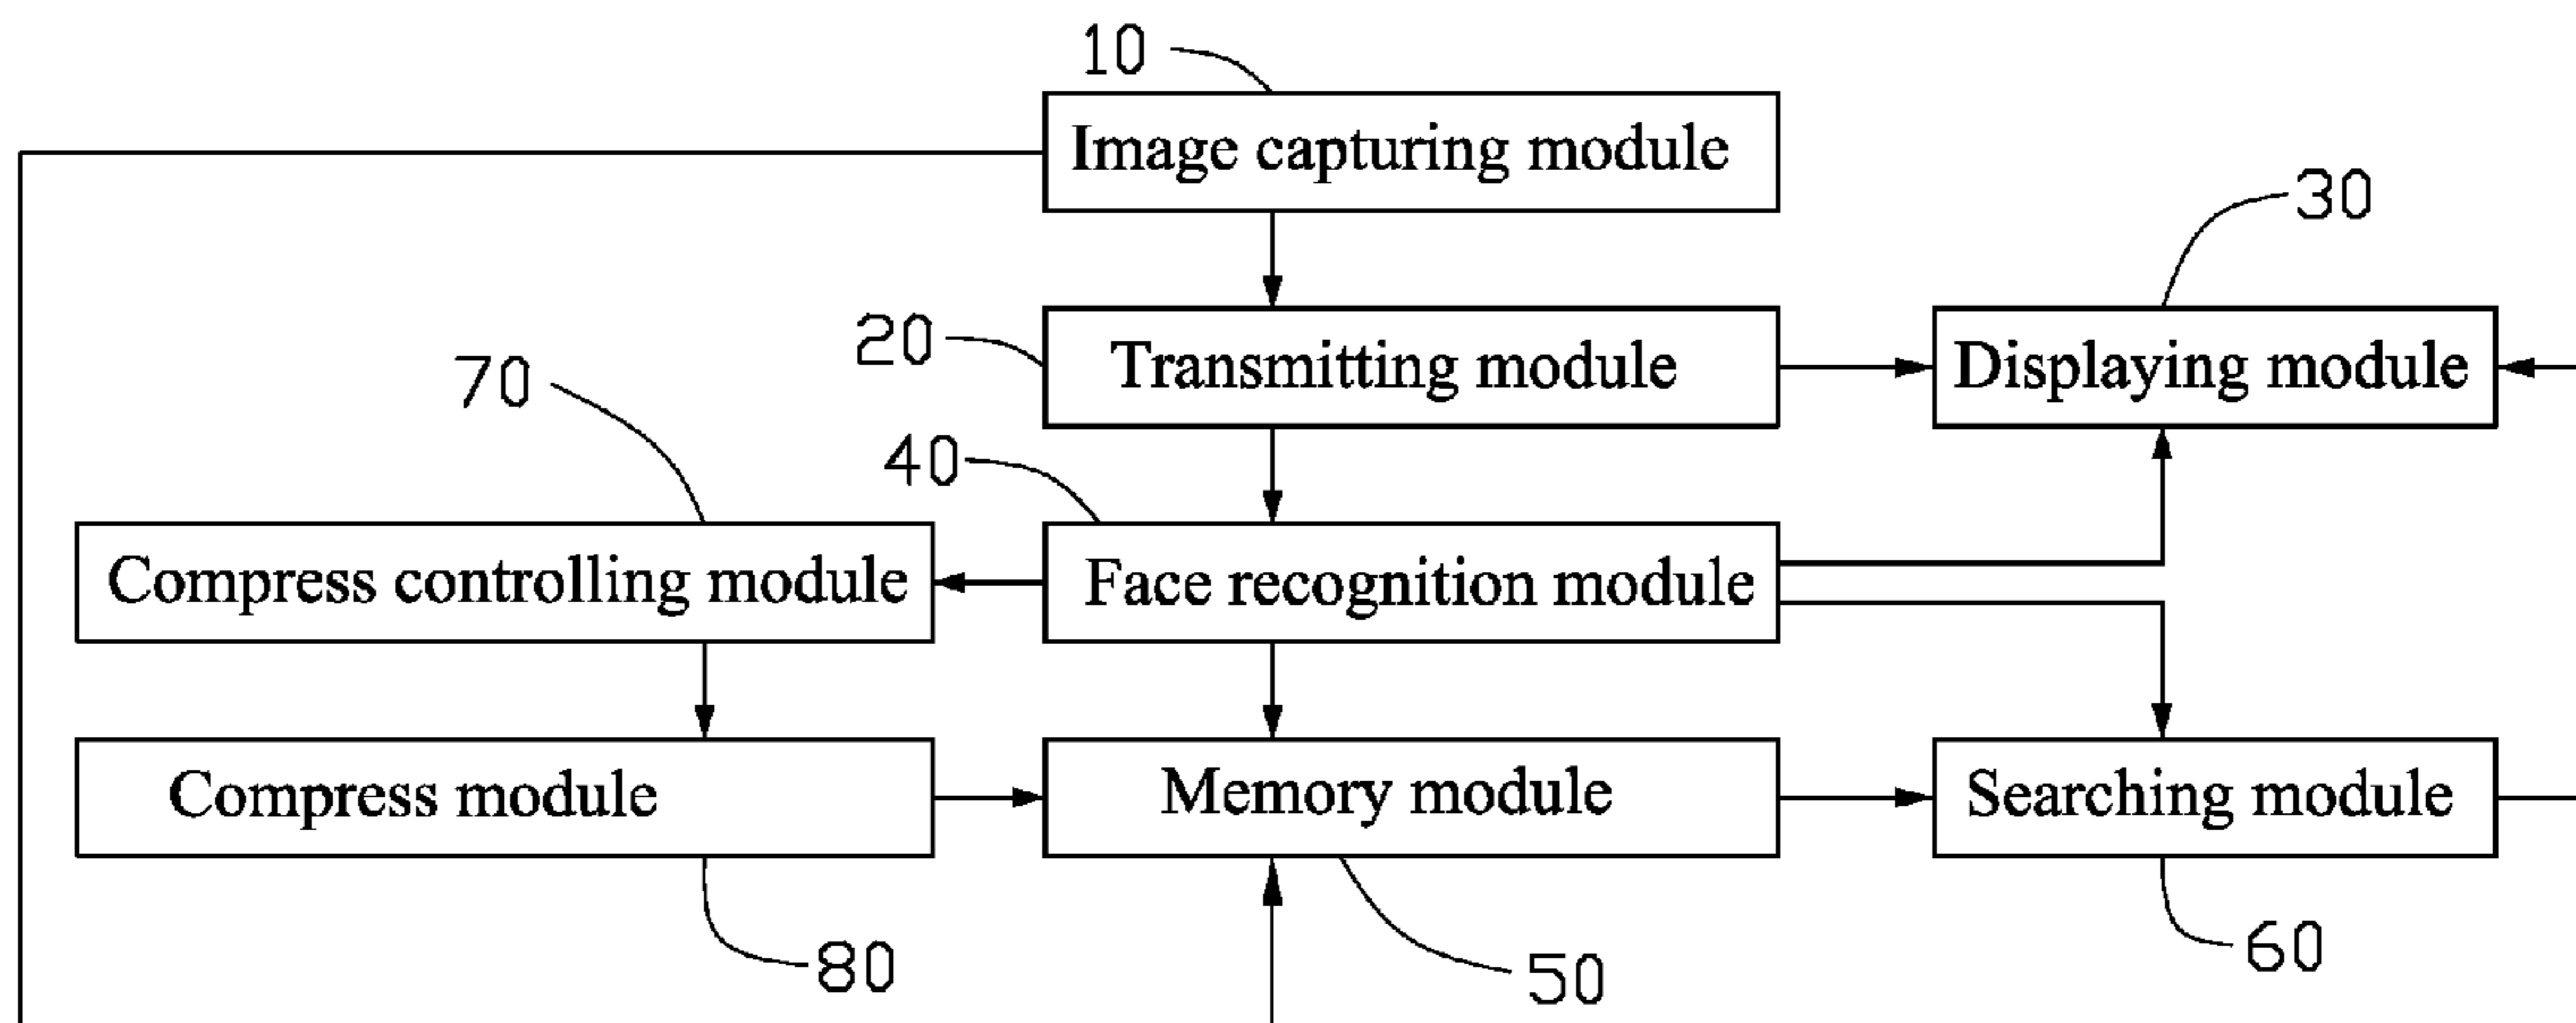 10
Image capturing module
30
20
Transmitting module
Displaying module
70
40
Compress controlling module
Face recognition module
Compress module
Memory module
Searching module
80
50
60